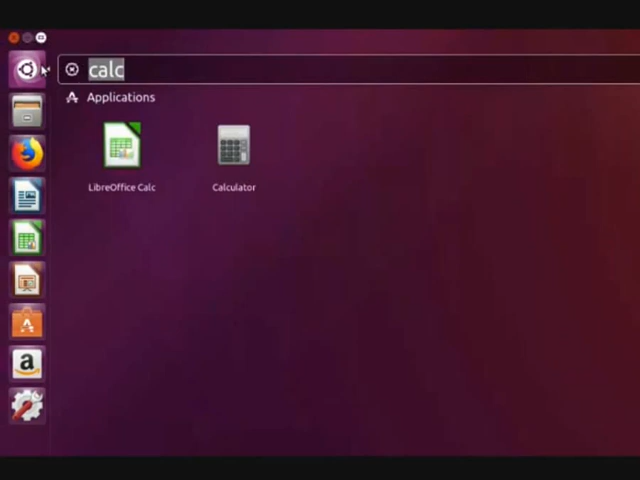 calc
Applications
LibreOffice Calc
Calculator
a